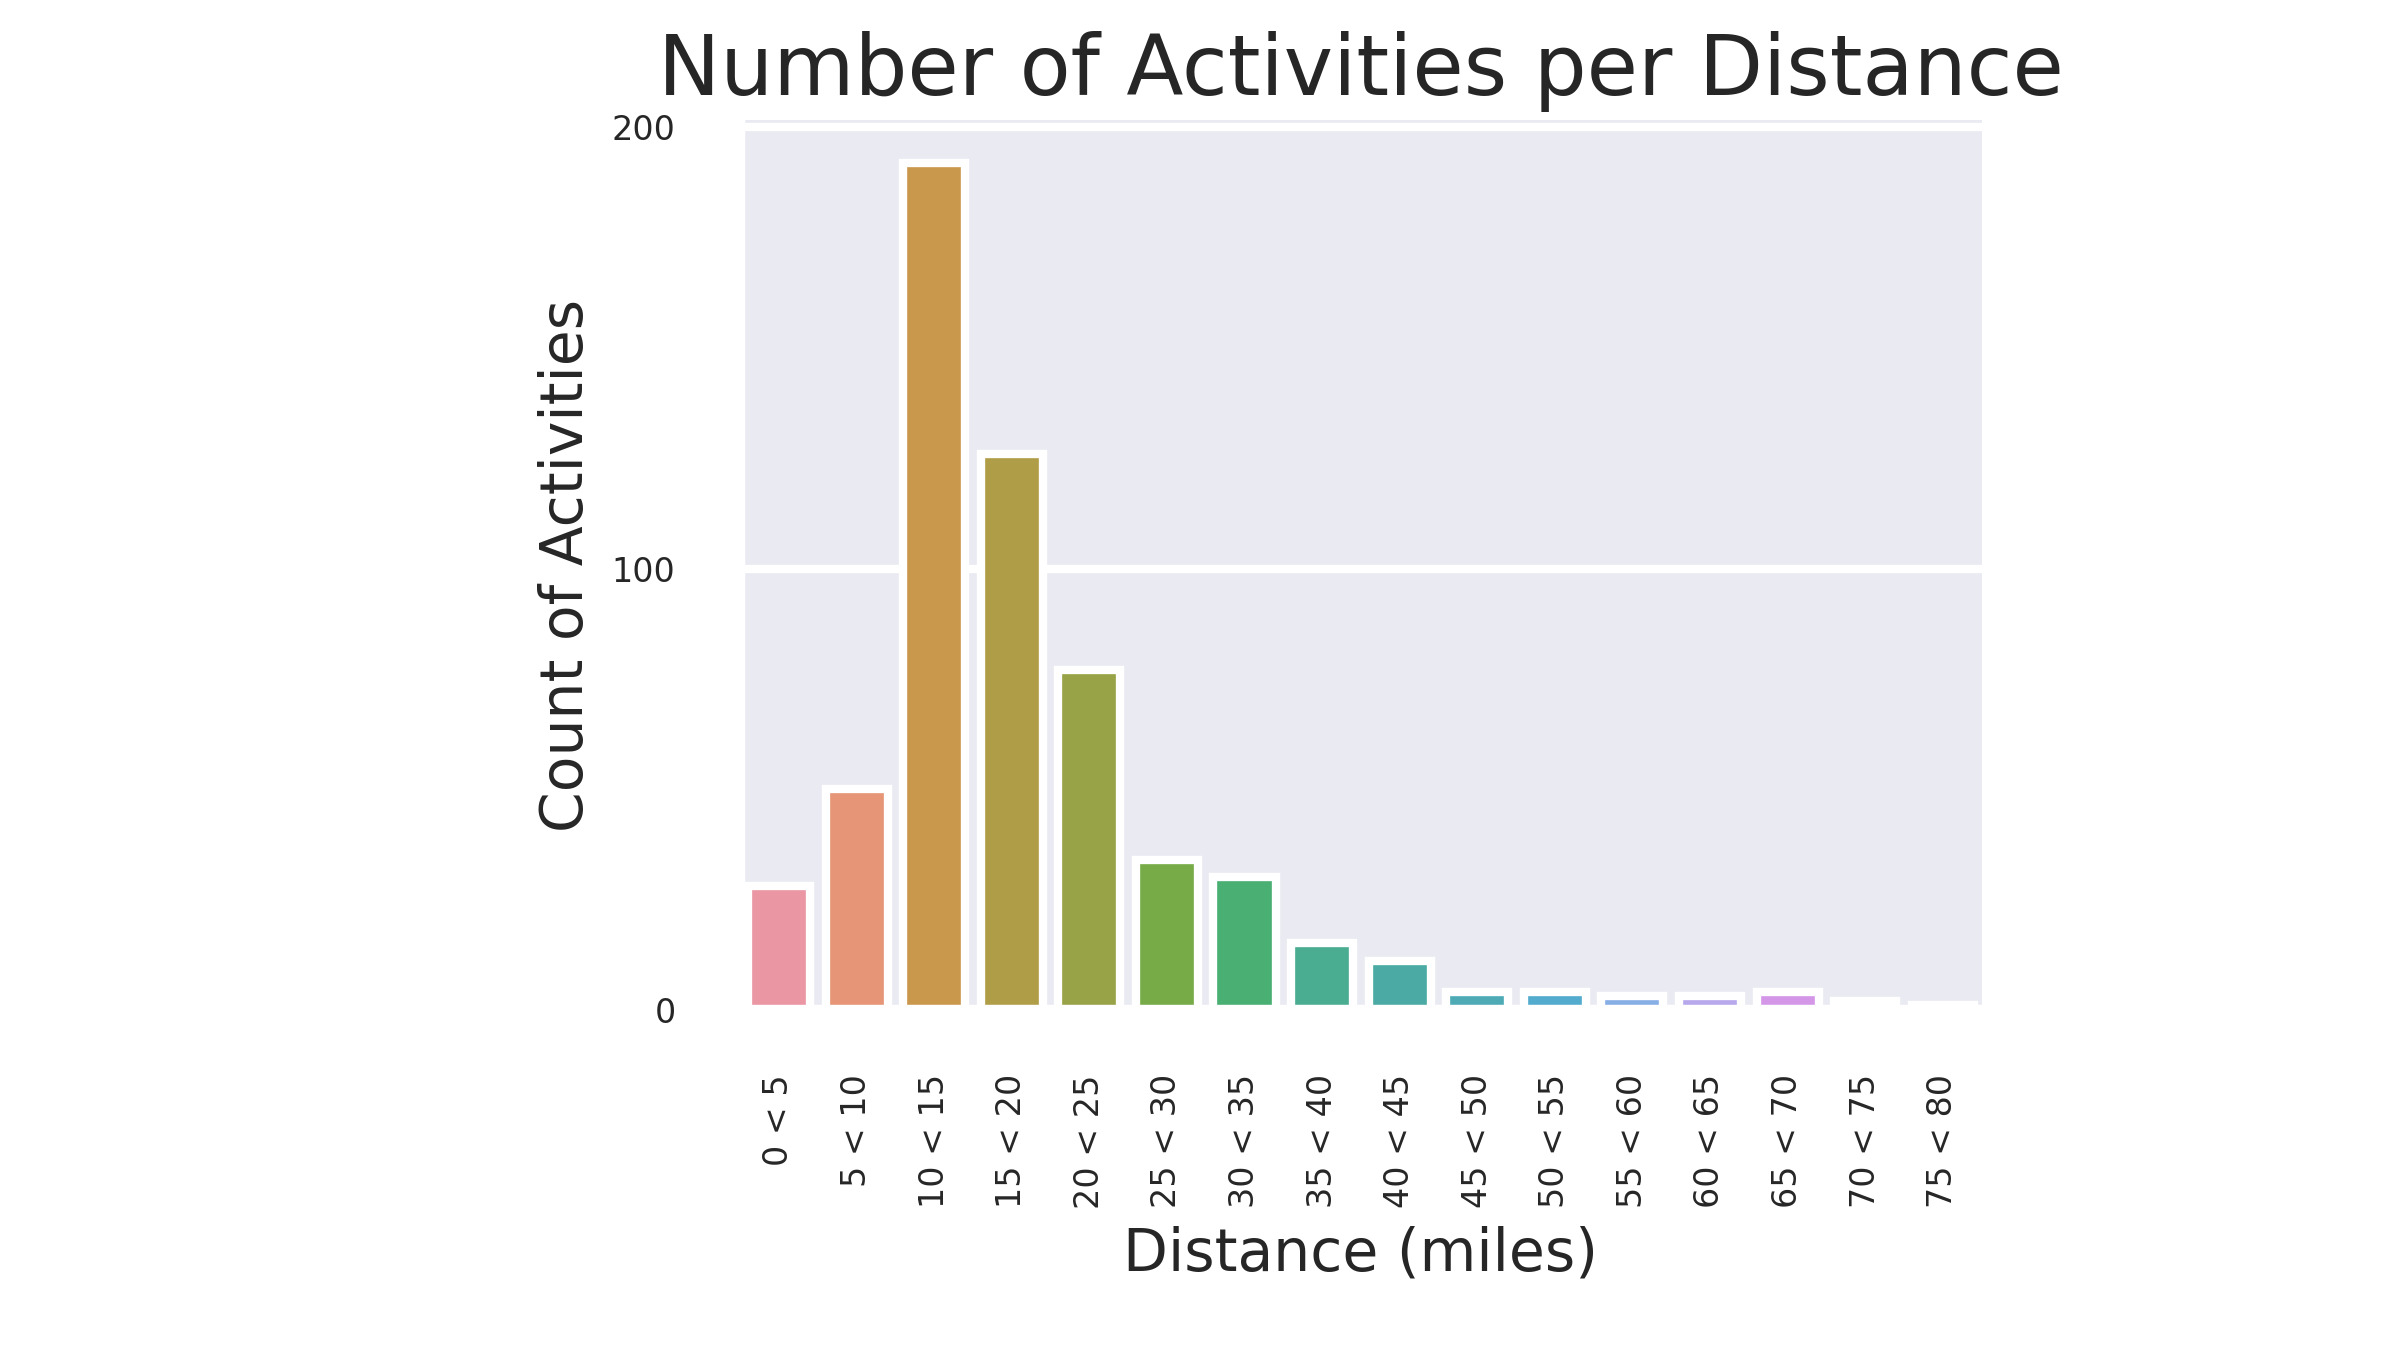 Number of Activities per Distance
200
100
0
Count of Activities
0 < 5
5 < 10
10 < 15
15 < 20
20 < 25
25 < 30
30 < 35
35 < 40
40 < 45
45 < 50
50 < 55
55 < 60
60 < 65
65 < 70
70 < 75
75 < 80
Distance (miles)